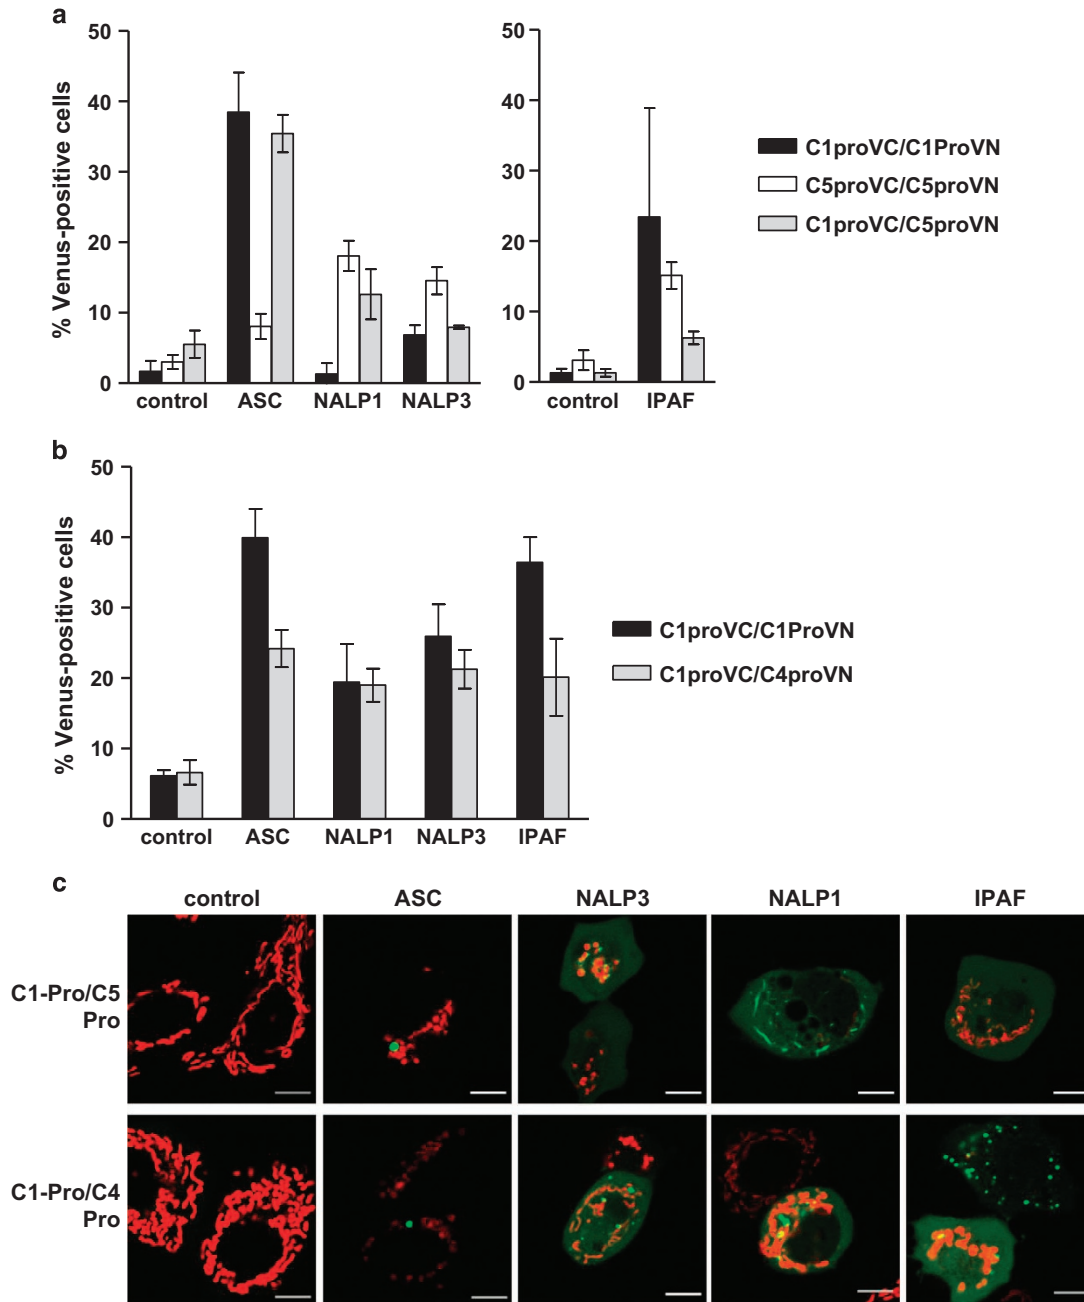 a
50
40
30
20
10
0
% Venus-positive cells
control ASC NALP1 NALP3
50
40
30
20
10
0
control IPAF
C1proVC/C1ProVN
C5proVC/C5proVN
C1proVC/C5proVN
b
50
40
30
20
10
0
% Venus-positive cells
control ASC NALP1 NALP3 IPAF
C1proVC/C1ProVN
C1proVC/C4proVN
c
control ASC NALP3 NALP1 IPAF
C1-Pro/C5
Pro
C1-Pro/C4
Pro